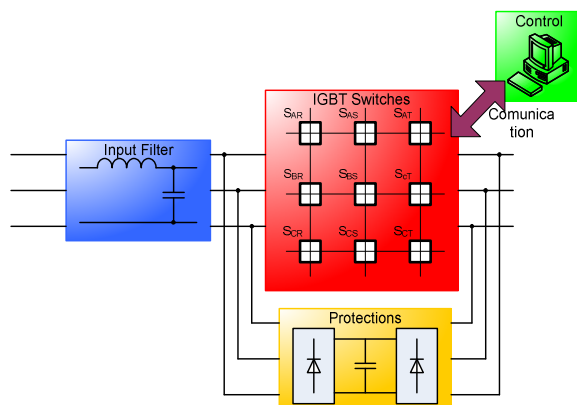 Control
IGBT Switches
Comunica
tion
SAR SAS SAT
Input Filter
SBR SBS ScT
SCR SCS SCT
Protections